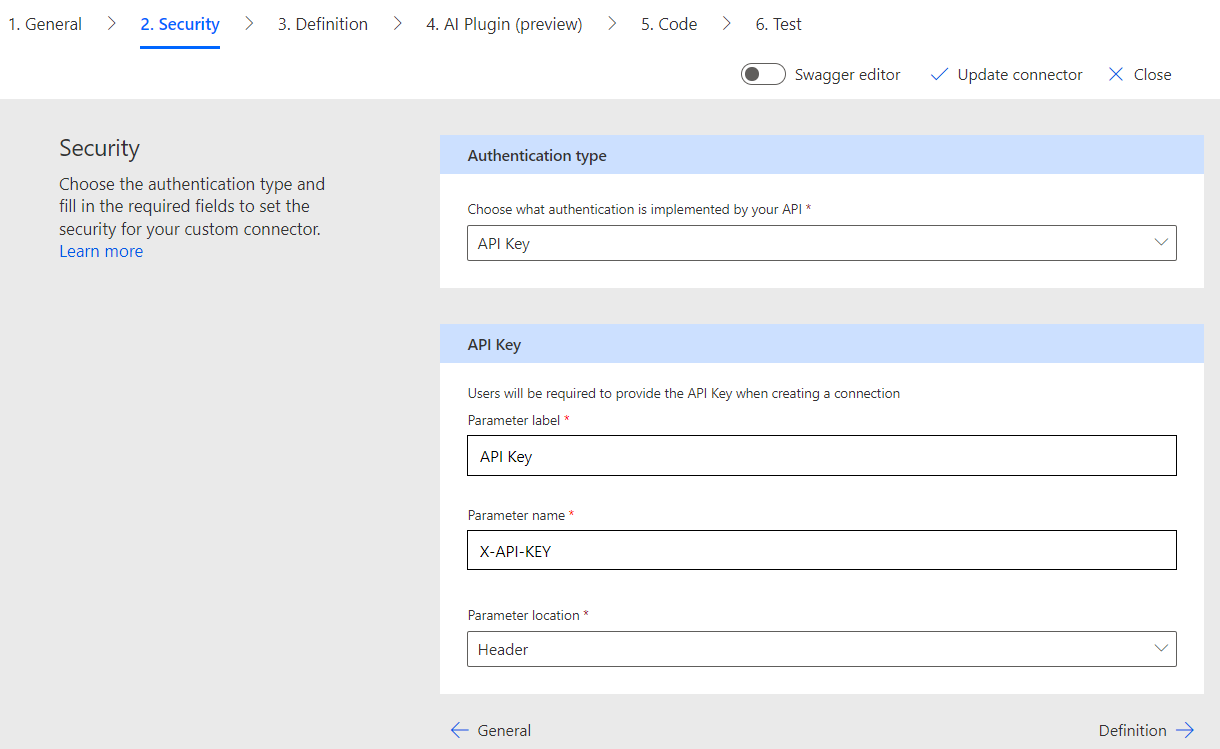 1. General 2. Security 3. Definition 4. AI Plugin (preview) 5. Code 6. Test
Swagger editor Update connector Close
Security
Choose the authentication type and
fill in the required fields to set the
security for your custom connector.
Learn more
Authentication type
Choose what authentication is implemented by your API *
API Key
API Key
Users will be required to provide the API Key when creating a connection
Parameter label *
API Key
Parameter name *
X-API-KEY
Parameter location *
Header
General Definition